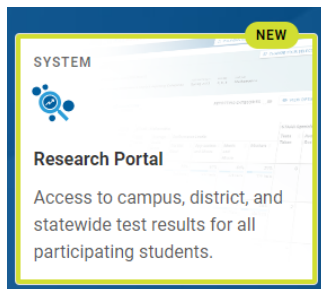 NEW
SYSTEM
Research Portal
Access to campus, district, and
statewide test results for all
participating students.